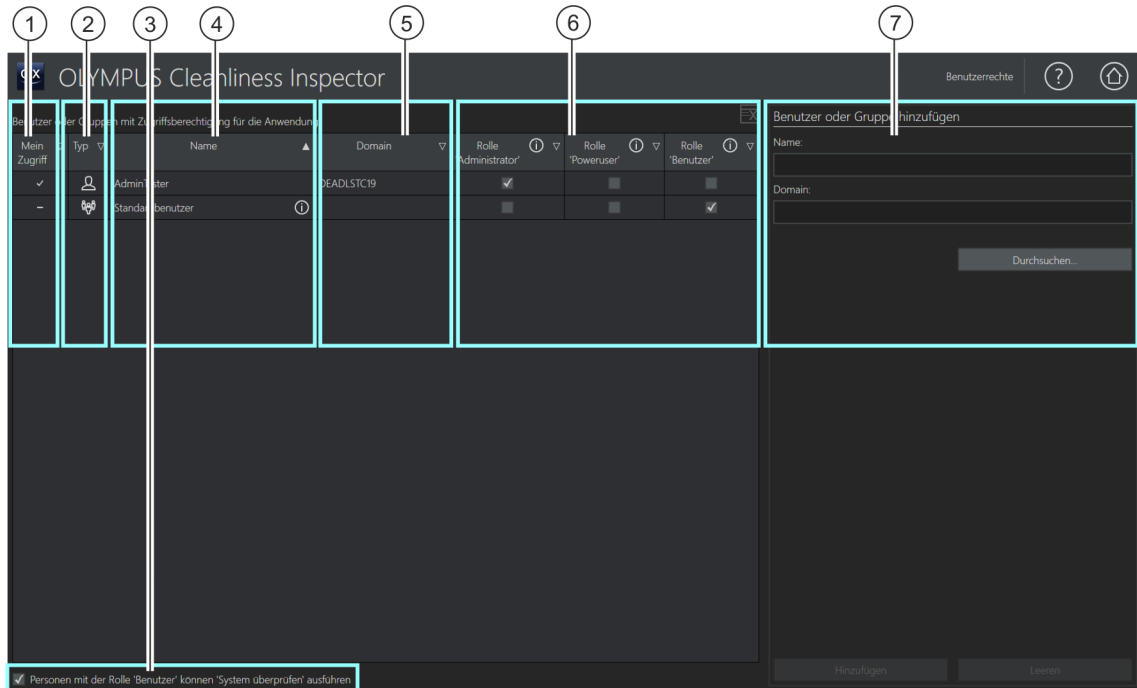 1 2 3 4 5 6 7
OLYMPUS Cleanliness Inspector
Benutzerrechte ?
Benutzer oder Gruppen mit Zugriffsberechtigung für die Anwendung
Mein Zugriff Typ Name Domain Rolle 'Administrator' Rolle 'Poweruser' Rolle 'Benutzer'
AdminTester DEADLSTC19
Standardbenutzer
Benutzer oder Gruppe hinzufügen
Name:
Domain:
Durchsuchen...
Hinzufügen Leeren
Personen mit der Rolle 'Benutzer' können 'System überprüfen' ausführen